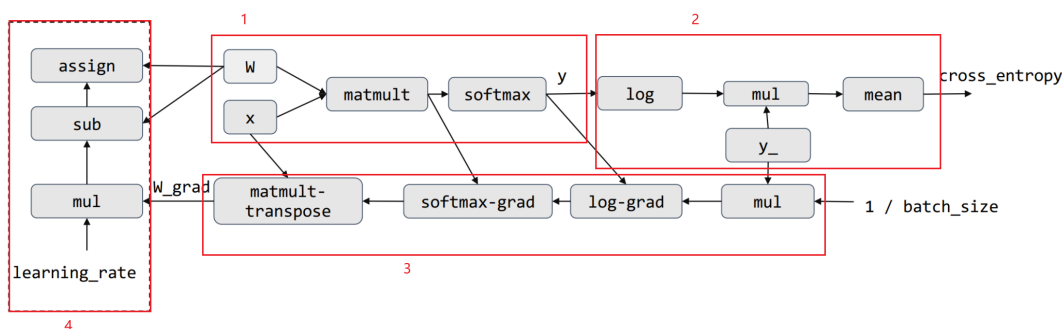 1
2
assign
W
y
cross_entropy
matmult
softmax
log
mul
mean
sub
x
y_
W_grad
mul
matmult-
transpose
softmax-grad
log-grad
mul
1 / batch_size
learning_rate
3
4